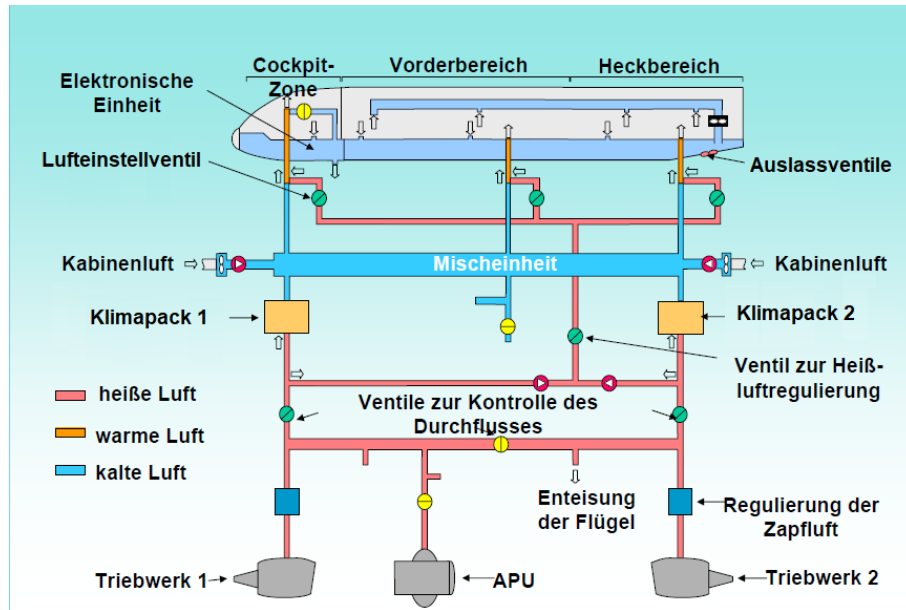 Cockpit-
Zone
Vorderbereich
Heckbereich
Elektronische
Einheit
Lufteinstellventil
Auslassventile
Kabinenluft
Mischeinheit
Kabinenluft
Klimapack 1
Klimapack 2
Ventil zur Heiß-
luftregulierung
heiße Luft
warme Luft
kalte Luft
Ventile zur Kontrolle des
Durchflusses
Enteisung
der Flügel
Regulierung der
Zapfluft
Triebwerk 1
APU
Triebwerk 2